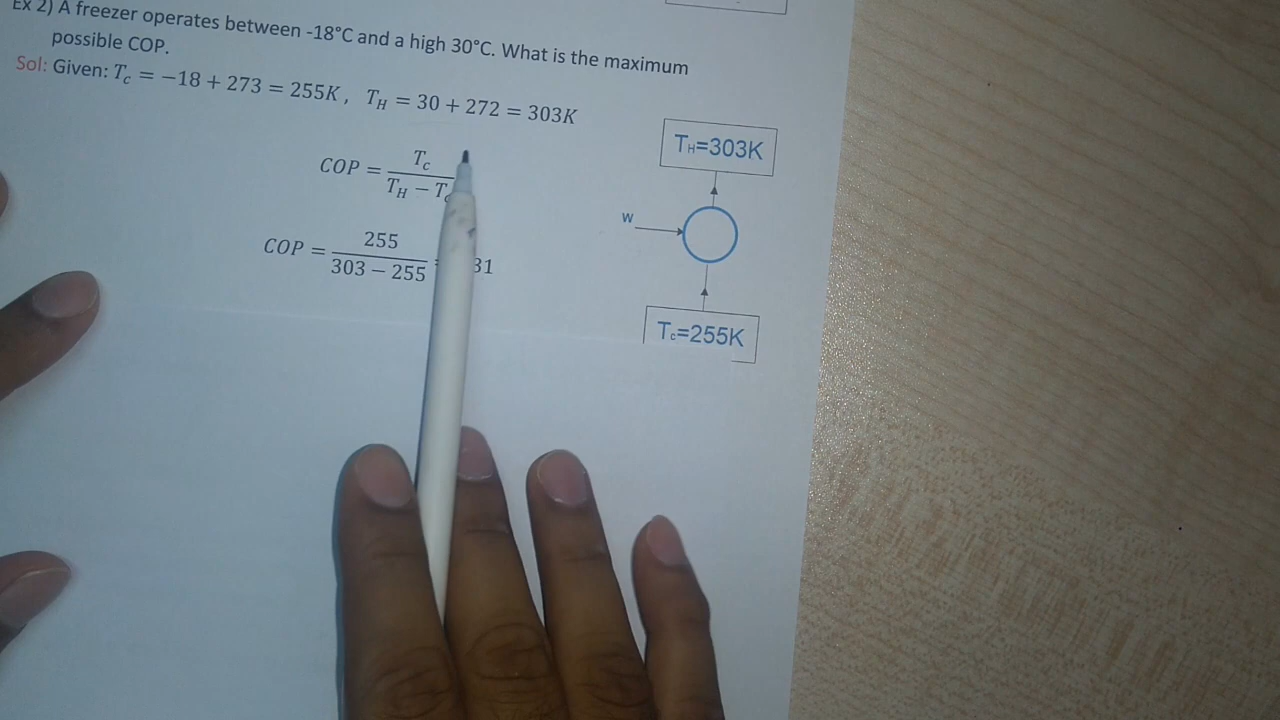 Ex 2) A freezer operates between -18°C and a high 30°C. What is the maximum
possible COP.
Sol: Given: T_c = −18 + 273 = 255K , T_H = 30 + 272 = 303K
COP = T_c / T_H − T_c
COP = 255 / 303 − 255 = 31
T_H=303K
W
T_c=255K